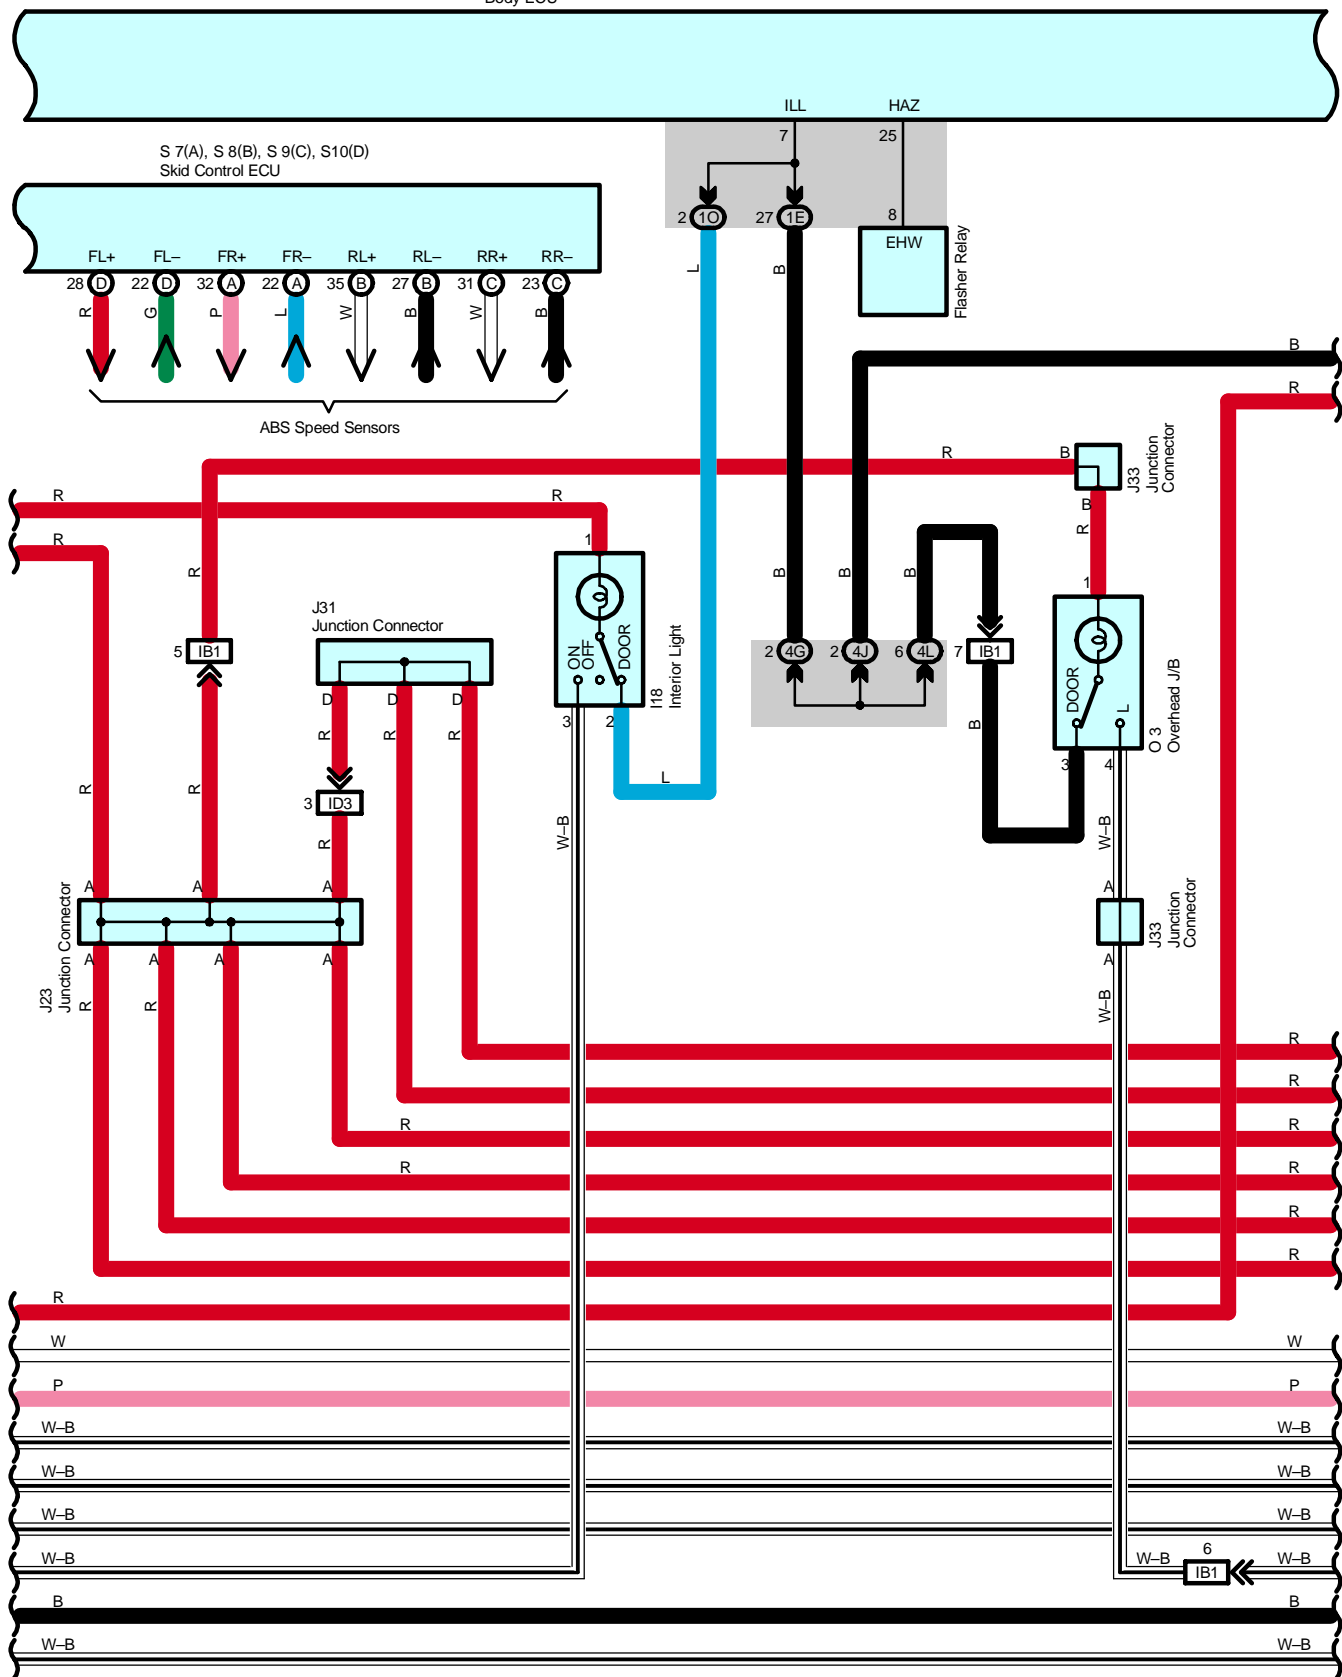 Body ECU
ILL HAZ
7 25
S 7(A), S 8(B), S 9(C), S10(D)
Skid Control ECU
2 1O 27 1E 8
EHW
Flasher Relay
FL+ FL– FR+ FR– RL+ RL– RR+ RR–
28 D 22 D 32 A 22 A 35 B 27 B 31 C 23 C
R G P L W B W B
L B
ABS Speed Sensors
B
R
R B
J33
Junction
Connector
B
R
R R
R
1
R B B B
1
J31
Junction Connector
5 IB1
ON
OFF
DOOR
I18
Interior Light
2 4G 2 4J 6 4L 7 IB1
DOOR
L
O 3
Overhead J/B
D D D
R R R
3 2
B
3 4
L
R R
3 ID3
R
W–B
W–B
A A A
A
J23
Junction Connector
J33
Junction
Connector
A A A A
A
R R
W–B
R
R
R R
R R
R
R
R
W W
P P
W–B W–B
W–B W–B
W–B W–B
W–B W–B 6 IB1 W–B
B B
W–B W–B